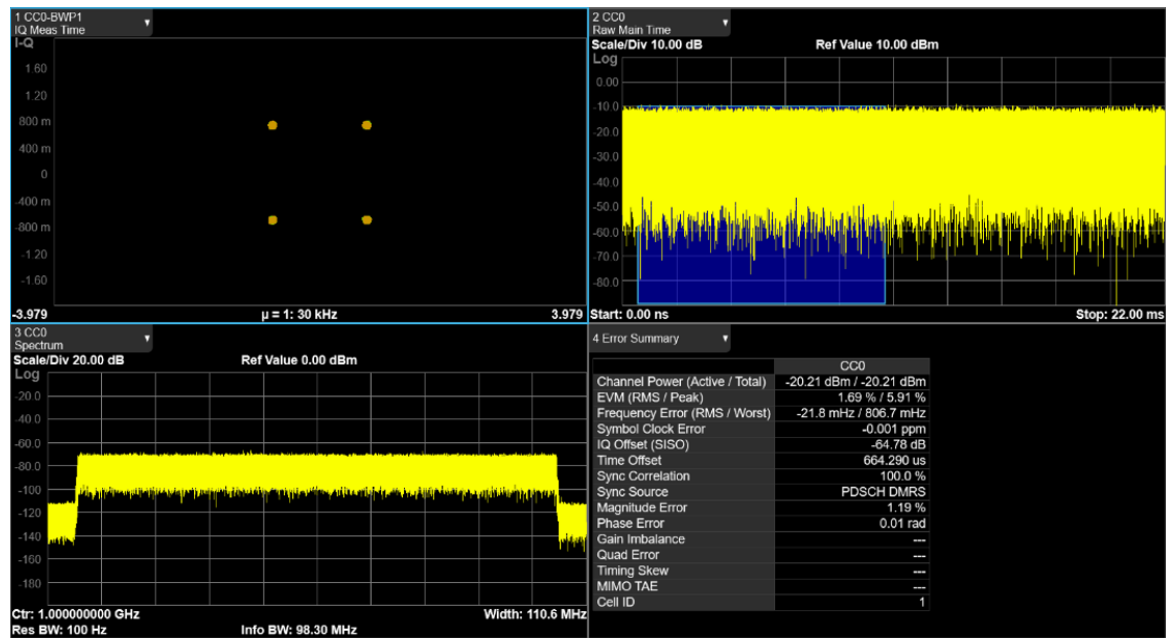 1 CC0-BWP1
IQ Meas Time
I-Q
1.60
1.20
800 m
400 m
0
-400 m
-800 m
-1.20
-1.60
-3.979 µ = 1: 30 kHz 3.979
2 CC0
Raw Main Time
Scale/Div 10.00 dB Ref Value 10.00 dBm
Log
0.00
-10.0
-20.0
-30.0
-40.0
-50.0
-60.0
-70.0
-80.0
Start: 0.00 ns Stop: 22.00 ms
3 CC0
Spectrum
Scale/Div 20.00 dB Ref Value 0.00 dBm
Log
-20.0
-40.0
-60.0
-80.0
-100
-120
-140
-160
-180
Ctr: 1.000000000 GHz Width: 110.6 MHz
Res BW: 100 Hz Info BW: 98.30 MHz
4 Error Summary
CC0
Channel Power (Active / Total) -20.21 dBm / -20.21 dBm
EVM (RMS / Peak) 1.69 % / 5.91 %
Frequency Error (RMS / Worst) -21.8 mHz / 806.7 mHz
Symbol Clock Error -0.001 ppm
IQ Offset (SISO) -64.78 dB
Time Offset 664.290 us
Sync Correlation 100.0 %
Sync Source PDSCH DMRS
Magnitude Error 1.19 %
Phase Error 0.01 rad
Gain Imbalance ---
Quad Error ---
Timing Skew ---
MIMO TAE ---
Cell ID 1